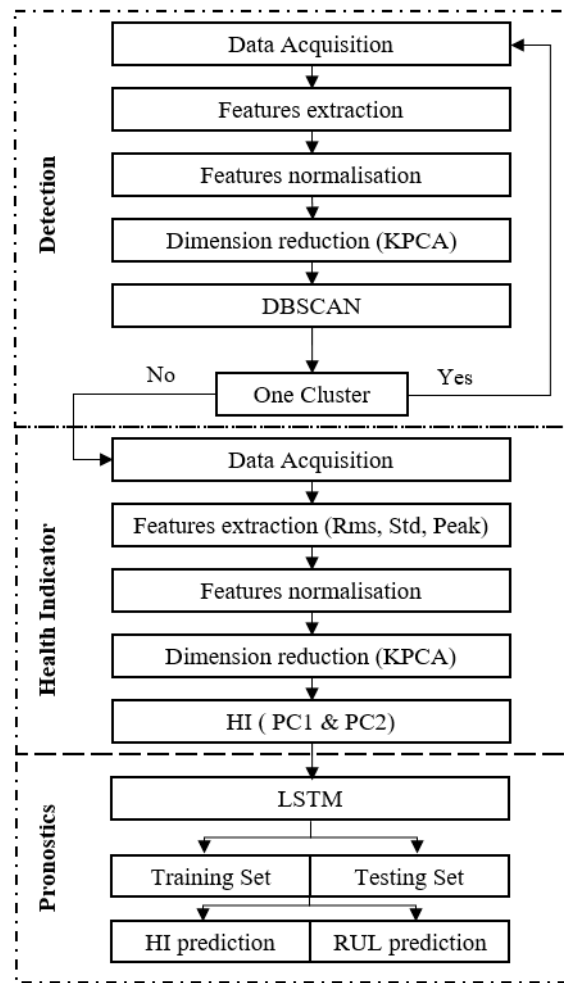 Detection
Data Acquisition
Features extraction
Features normalisation
Dimension reduction (KPCA)
DBSCAN
No
One Cluster
Yes
Health Indicator
Data Acquisition
Features extraction (Rms, Std, Peak)
Features normalisation
Dimension reduction (KPCA)
HI ( PC1 & PC2)
Pronostics
LSTM
Training Set
Testing Set
HI prediction
RUL prediction